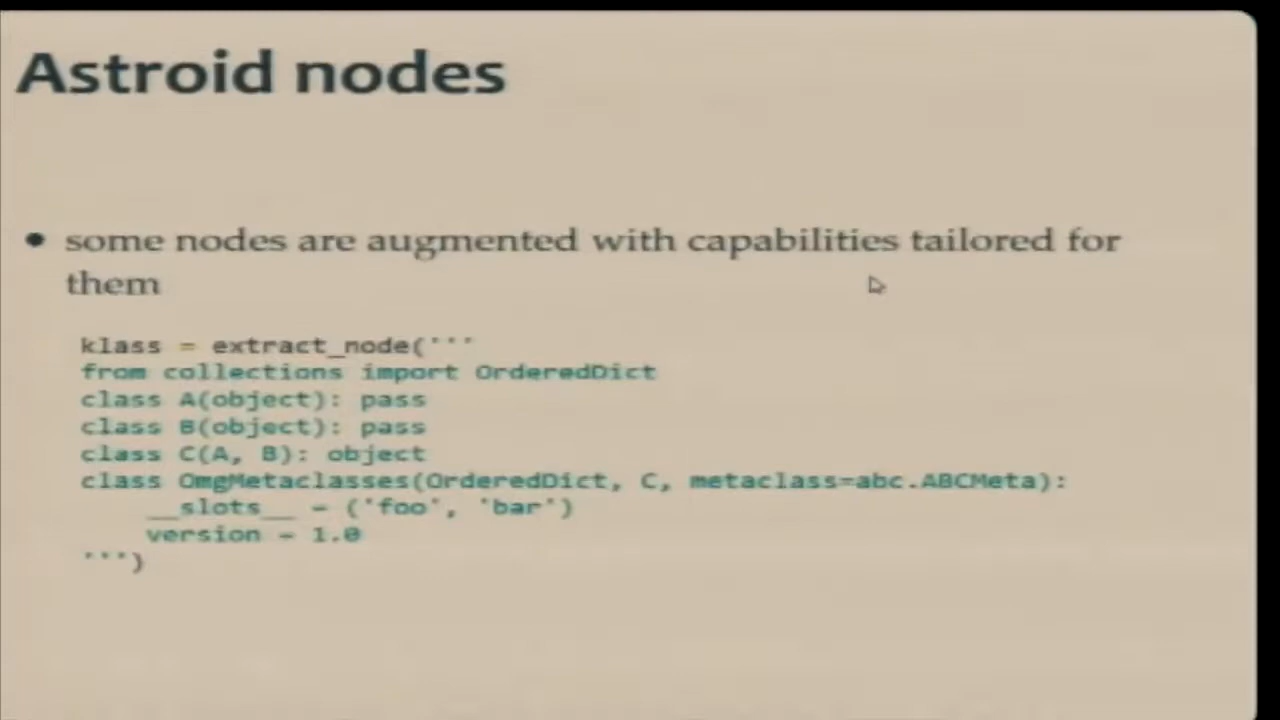 Astroid nodes
• some nodes are augmented with capabilities tailored for
them
klass = extract_node('''
from collections import OrderedDict
class A(object): pass
class B(object): pass
class C(A, B): object
class OmgMetaclasses(OrderedDict, C, metaclass=abc.ABCMeta):
    __slots__ = ('foo', 'bar')
    version = 1.0
''')